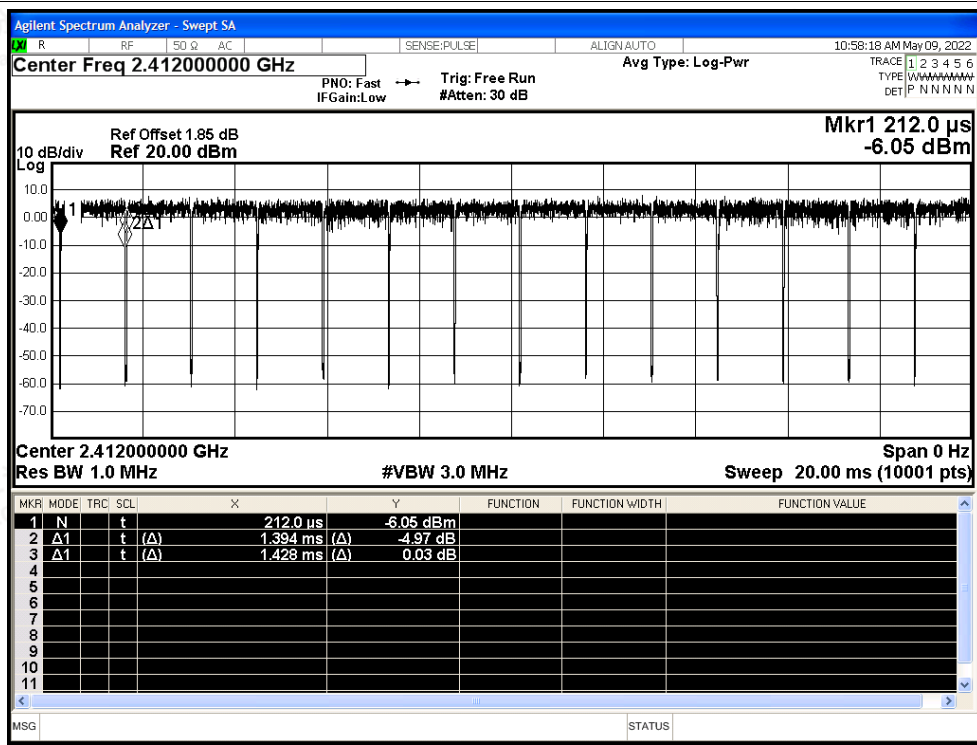 Agilent Spectrum Analyzer - Swept SA
LXI R RF 50 Ω AC SENSE:PULSE ALIGN AUTO 10:58:18 AM May 09, 2022
Center Freq 2.412000000 GHz Avg Type: Log-Pwr TRACE 1 2 3 4 5 6
PNO: Fast Trig: Free Run TYPE
IFGain:Low #Atten: 30 dB DET P N N N N N
Mkr1 212.0 µs
Ref Offset 1.85 dB
10 dB/div Ref 20.00 dBm -6.05 dBm
Log
10.0
0.00
-10.0
-20.0
-30.0
-40.0
-50.0
-60.0
-70.0
1
2Δ1
Center 2.412000000 GHz Span 0 Hz
Res BW 1.0 MHz #VBW 3.0 MHz Sweep 20.00 ms (10001 pts)
MKR MODE TRC SCL X Y FUNCTION FUNCTION WIDTH FUNCTION VALUE
1 N t 212.0 µs -6.05 dBm
2 Δ1 t (Δ) 1.394 ms (Δ) -4.97 dB
3 Δ1 t (Δ) 1.428 ms (Δ) 0.03 dB
4
5
6
7
8
9
10
11
MSG STATUS